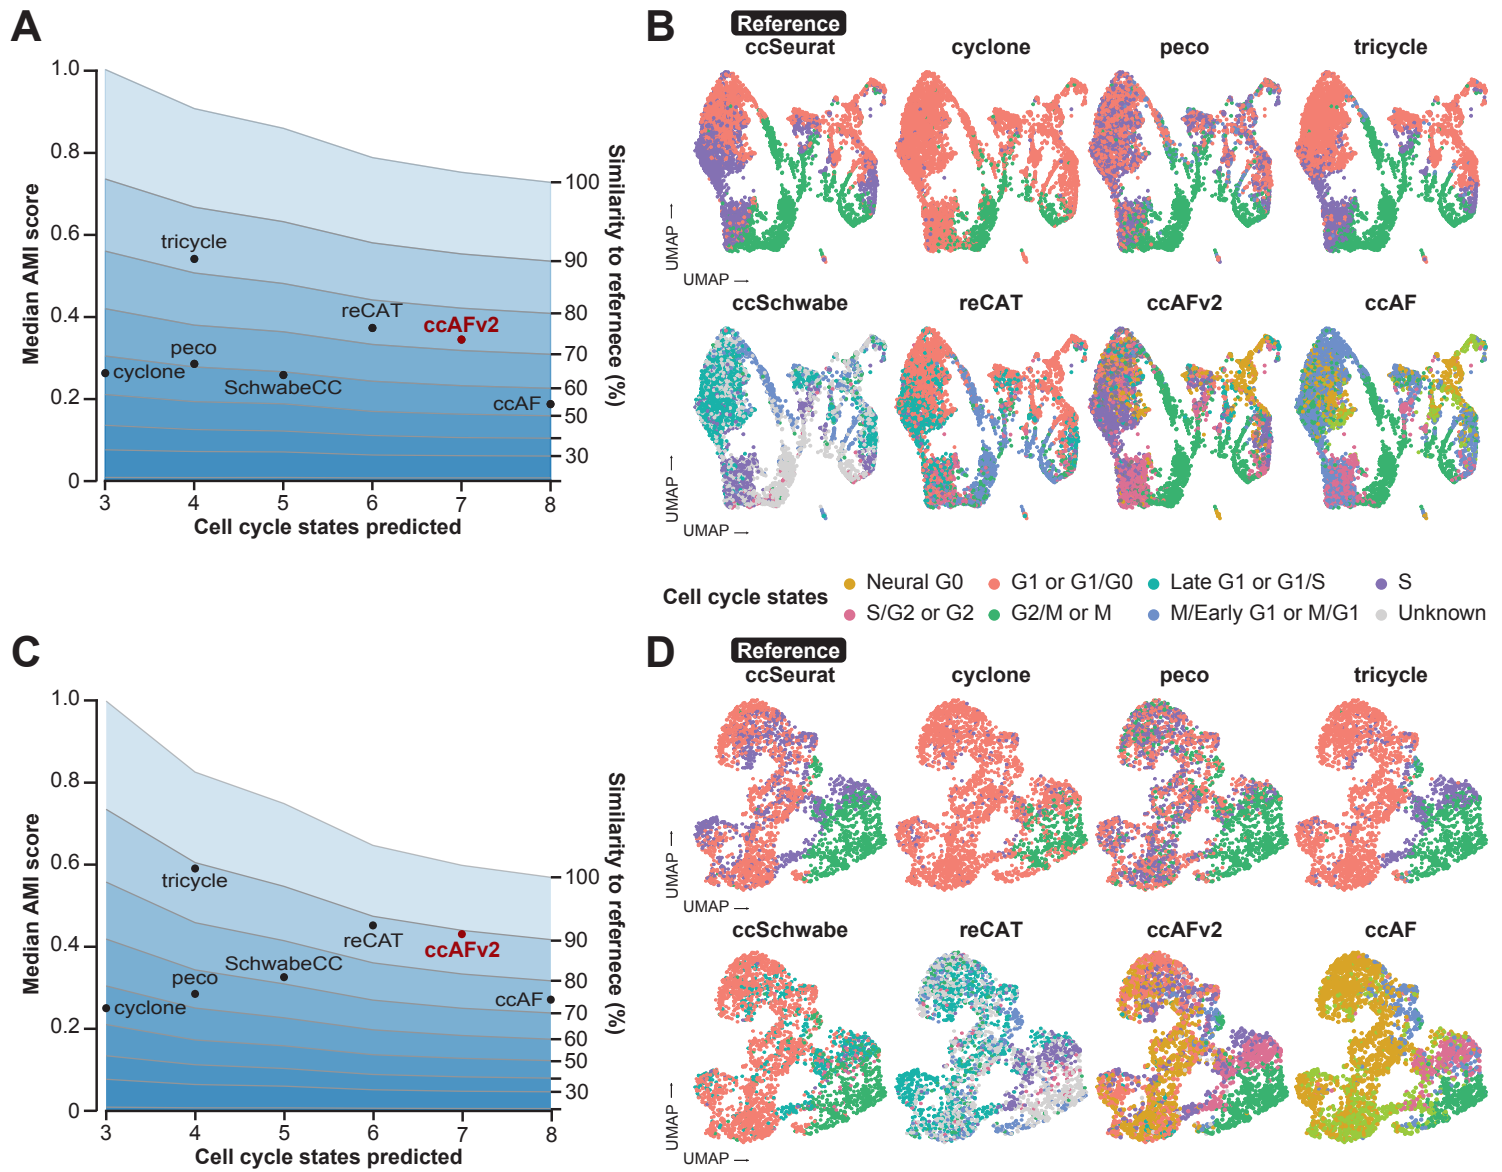 A
1.0
0.8
0.6
0.4
0.2
0
Median AMI score
3
4
5
6
7
8
Cell cycle states predicted
tricycle
reCAT
ccAFv2
peco
cyclone
SchwabeCC
ccAF
100
90
80
70
60
50
30
Similarity to refernece (%)
B
Reference
ccSeurat
cyclone
peco
tricycle
UMAP →
UMAP →
ccSchwabe
reCAT
ccAFv2
ccAF
UMAP →
UMAP →
Cell cycle states
Neural G0
G1 or G1/G0
Late G1 or G1/S
S
S/G2 or G2
G2/M or M
M/Early G1 or M/G1
Unknown
C
1.0
0.8
0.6
0.4
0.2
0
Median AMI score
3
4
5
6
7
8
Cell cycle states predicted
tricycle
reCAT
ccAFv2
SchwabeCC
peco
cyclone
ccAF
100
90
80
70
60
50
30
Similarity to refernece (%)
D
Reference
ccSeurat
cyclone
peco
tricycle
UMAP →
UMAP →
ccSchwabe
reCAT
ccAFv2
ccAF
UMAP →
UMAP →